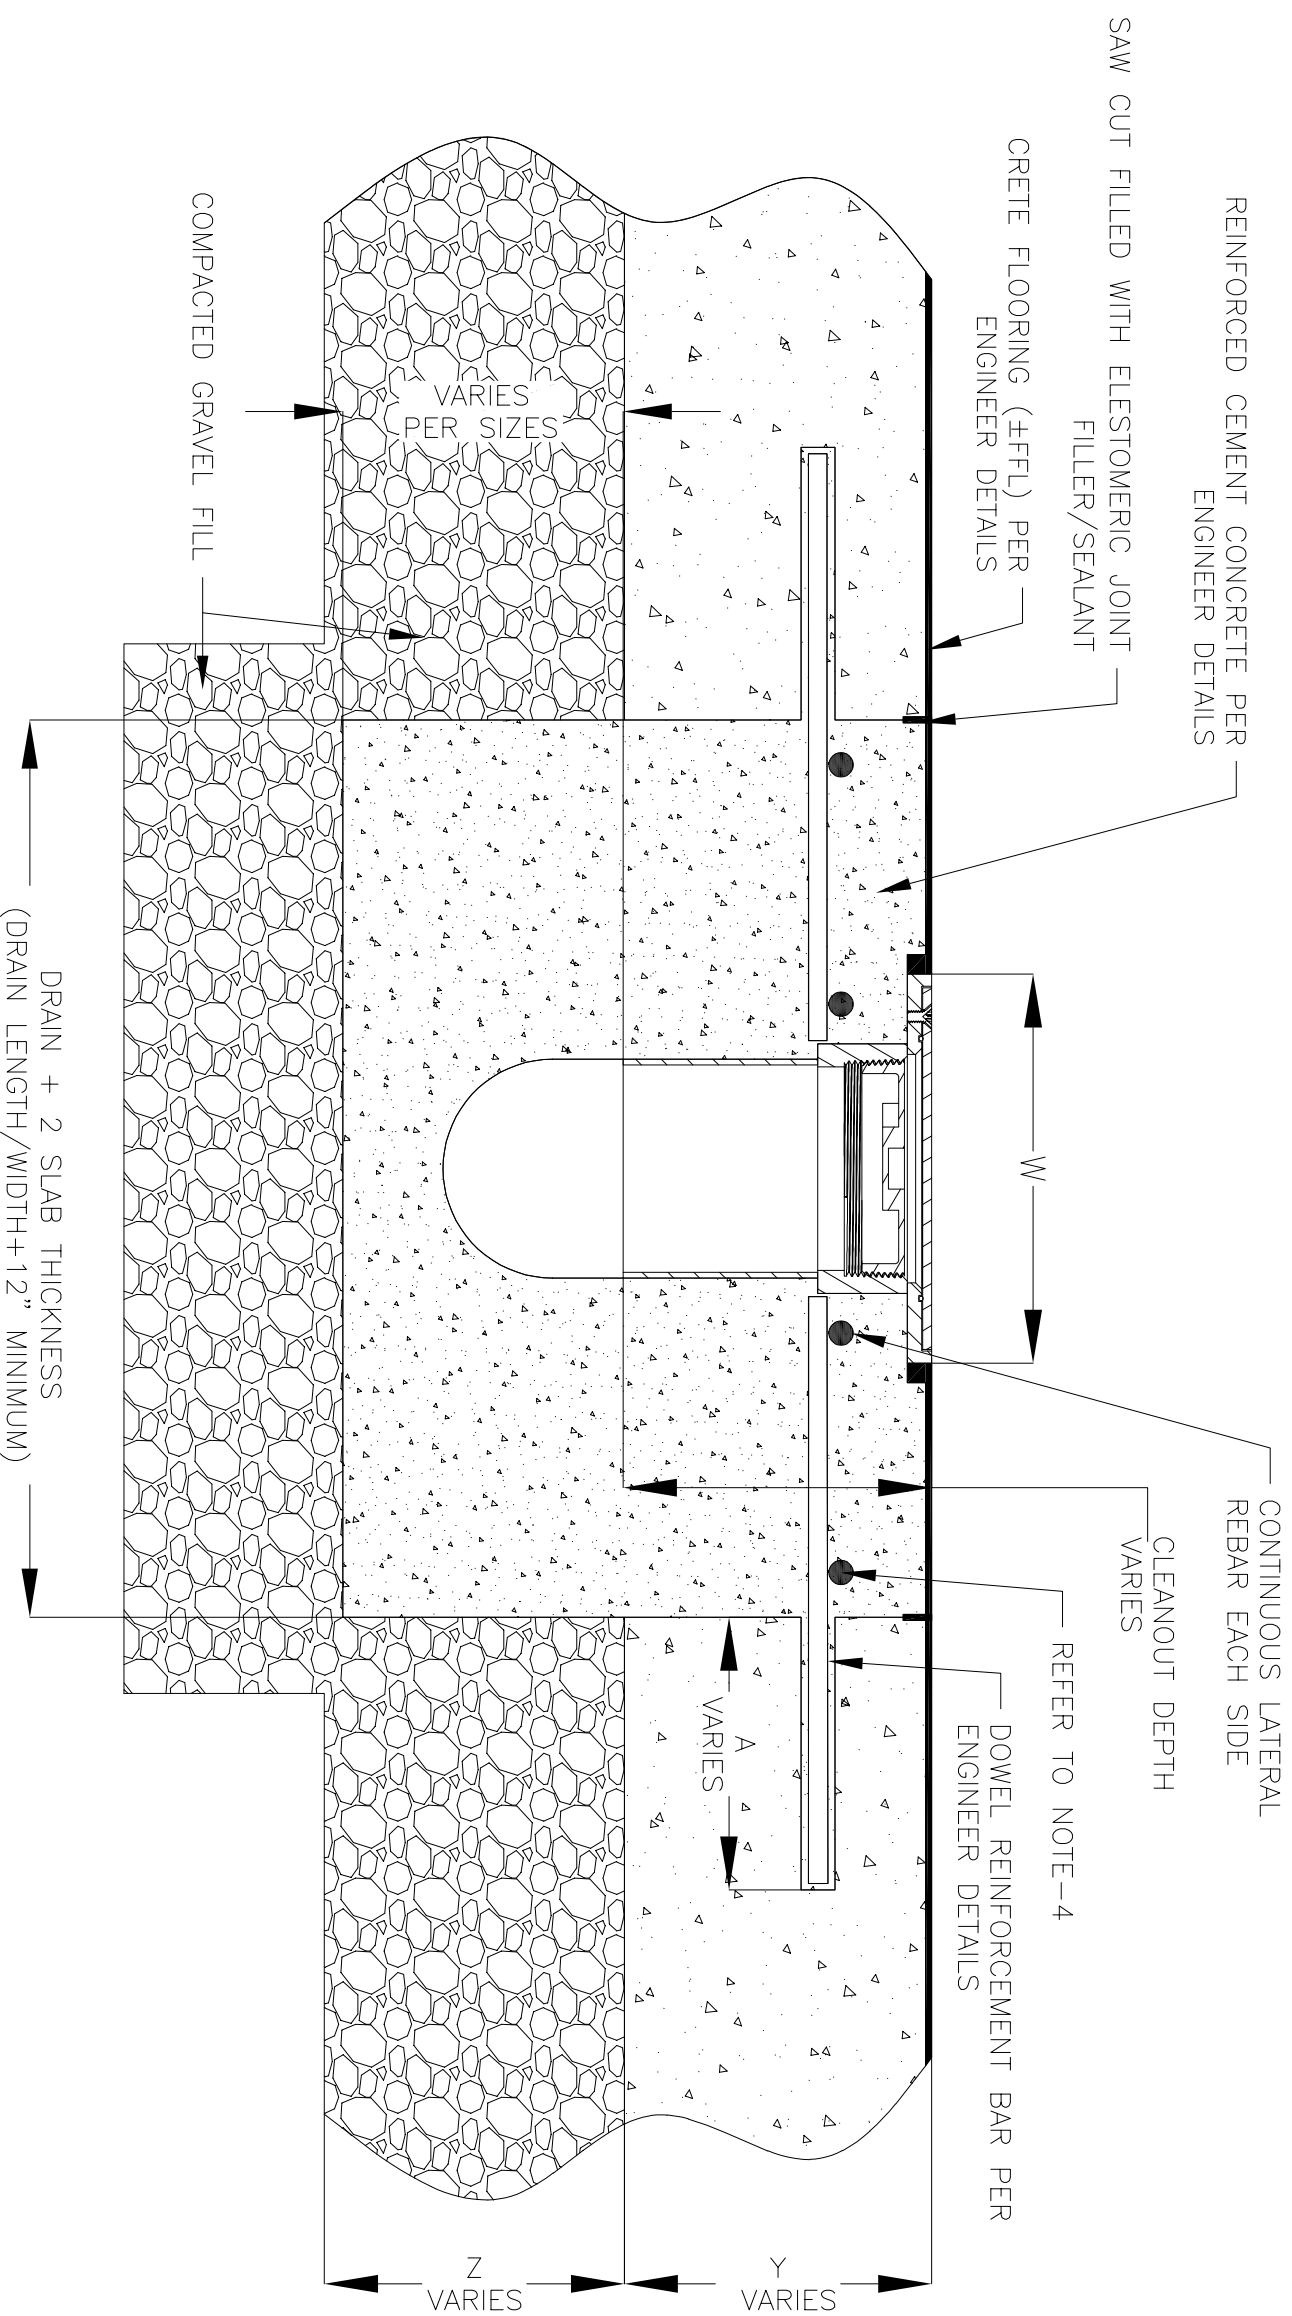 REINFORCED CEMENT CONCRETE PER
ENGINEER DETAILS
SAW CUT FILLED WITH ELESTOMERIC JOINT
FILLER/SEALANT
CRETE FLOORING (±FFL) PER
ENGINEER DETAILS
CONTINUOUS LATERAL
REBAR EACH SIDE
CLEANOUT DEPTH
VARIES
REFER TO NOTE-4
DOWEL REINFORCEMENT BAR PER
ENGINEER DETAILS
W
A
VARIES
VARIES
PER SIZES
Y
VARIES
Z
VARIES
COMPACTED GRAVEL FILL
DRAIN + 2 SLAB THICKNESS
(DRAIN LENGTH/WIDTH+12" MINIMUM)